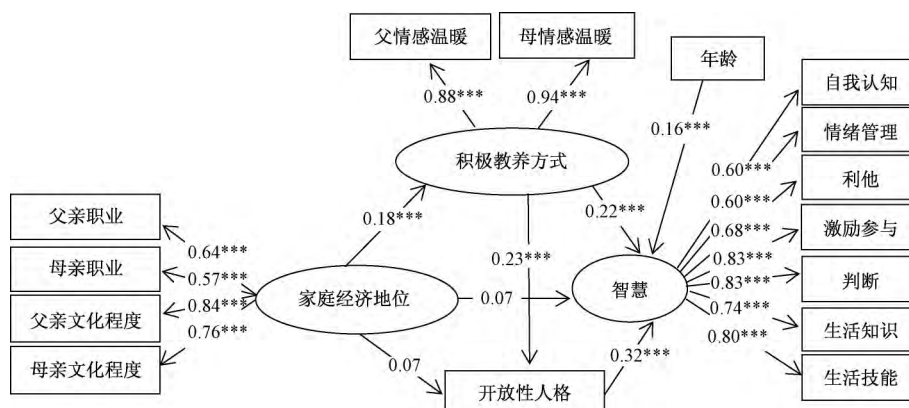 父情感温暖
母情感温暖
年龄
自我认知
0.88***
0.94***
0.16***
情绪管理
积极教养方式
0.60***
利他
父亲职业
0.18***
0.22***
0.60***
0.68***
激励参与
0.64***
0.23***
0.83***
母亲职业
0.57***
家庭经济地位
0.07
智慧
0.83***
判断
父亲文化程度
0.84***
0.74***
生活知识
0.76***
0.80***
母亲文化程度
0.07
0.32***
开放性人格
生活技能